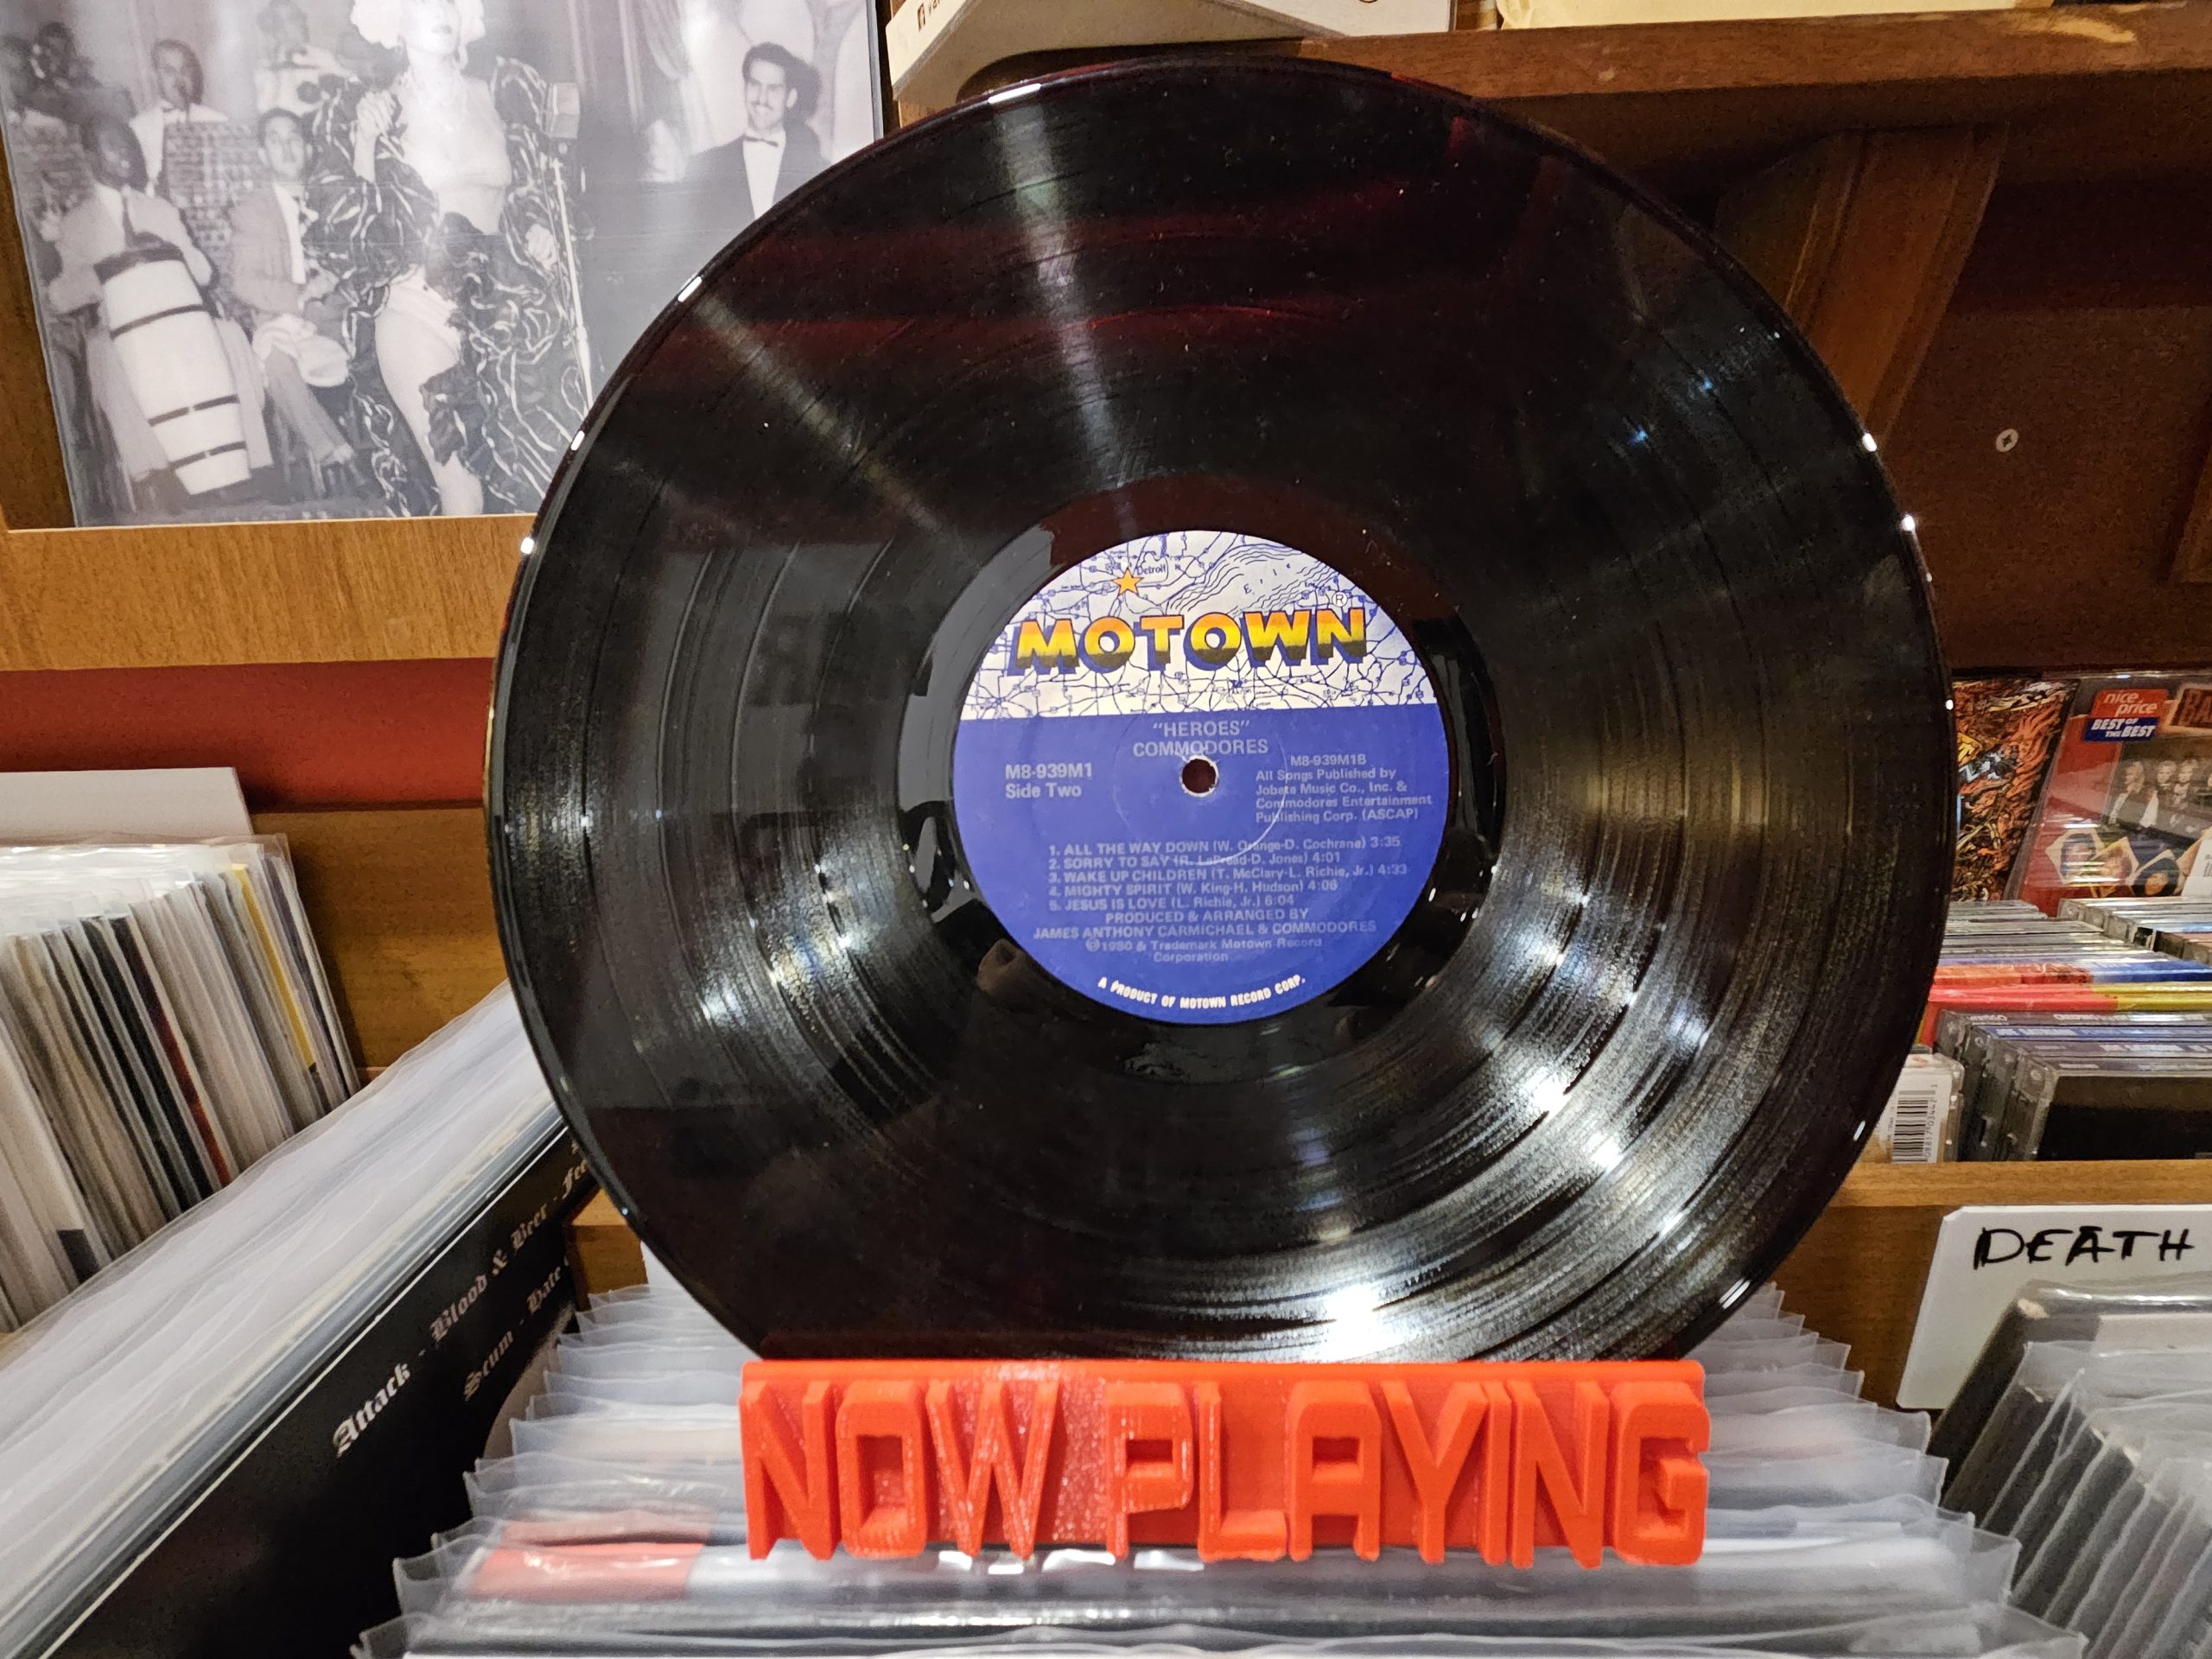 Detroit
MOTOWN
®
"HEROES"
COMMODORES
M8-939M1
Side Two
M8-939M1B
All Songs Published by
Jobete Music Co., Inc. &
Commodores Entertainment
Publishing Corp. (ASCAP)
1. ALL THE WAY DOWN (W. Orange-D. Cochrane) 3:35
2. SORRY TO SAY (R. LaPread-D. Jones) 4:01
3. WAKE UP CHILDREN (T. McClary-L. Richie, Jr.) 4:33
4. MIGHTY SPIRIT (W. King-H. Hudson) 4:06
5. JESUS IS LOVE (L. Richie, Jr.) 6:04
PRODUCED & ARRANGED BY
JAMES ANTHONY CARMICHAEL & COMMODORES
Ⓟ1980 & Trademark Motown Record
Corporation
A PRODUCT OF MOTOWN RECORD CORP.
nice
price
BEST OF
THE BEST
DEATH
Attack - Blood & Beer -
Scum - Hate
NOW PLAYING